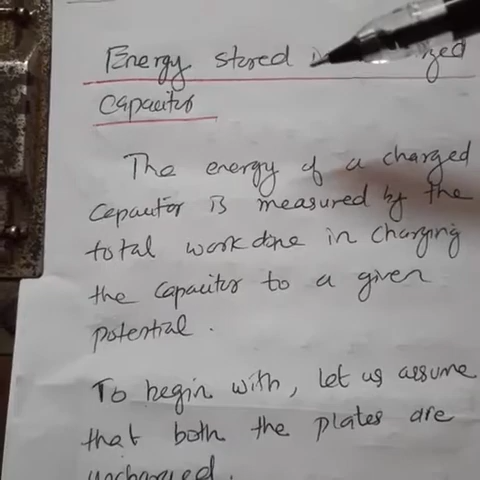 Energy stored
Capacitor
The energy of a charged
Capacitor is measured by the
total work done in charging
the capacitor to a given
potential.
To begin with, let us assume
that both the plates are
uncharged.